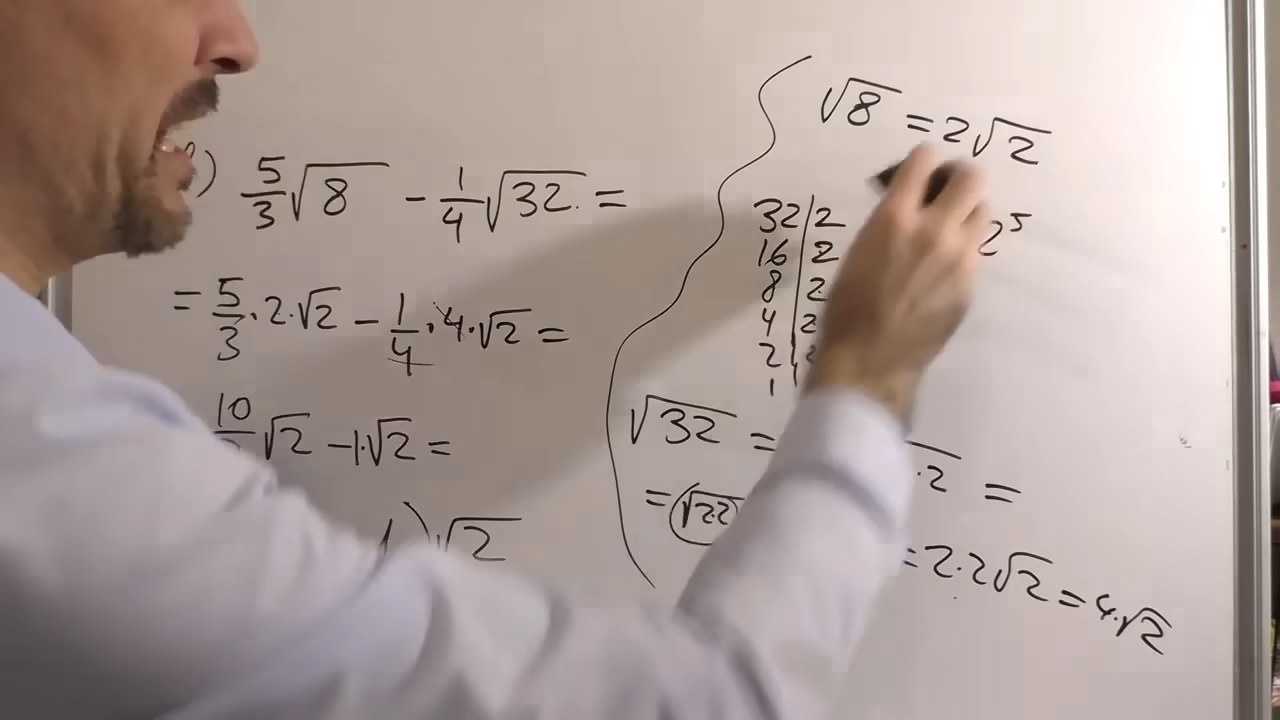 ) 5/3 √8 - 1/4 √32 =
= 5/3 · 2 · √2 - 1/4 · 4 · √2 =
10 √2 - 1·√2 =
) √2
√8 = 2√2
32 | 2
16 | 2
8 | 2
4 | 2
2 | 2
1 |
2⁵
√32 =
·2 =
= √2·2
= 2·2√2 = 4·√2